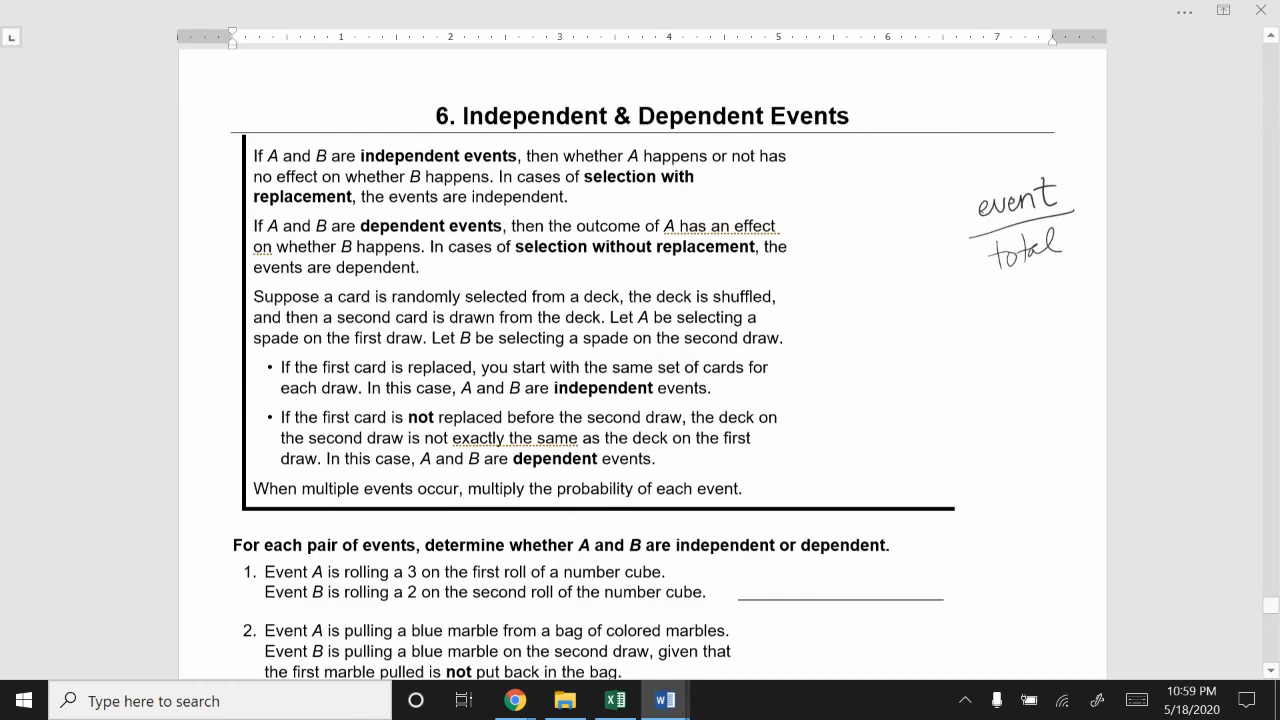 1 2 3 4 5 6 7
6. Independent & Dependent Events
If A and B are independent events, then whether A happens or not has
no effect on whether B happens. In cases of selection with
replacement, the events are independent.
If A and B are dependent events, then the outcome of A has an effect
on whether B happens. In cases of selection without replacement, the
events are dependent.
event
total
Suppose a card is randomly selected from a deck, the deck is shuffled,
and then a second card is drawn from the deck. Let A be selecting a
spade on the first draw. Let B be selecting a spade on the second draw.
• If the first card is replaced, you start with the same set of cards for
each draw. In this case, A and B are independent events.
• If the first card is not replaced before the second draw, the deck on
the second draw is not exactly the same as the deck on the first
draw. In this case, A and B are dependent events.
When multiple events occur, multiply the probability of each event.
For each pair of events, determine whether A and B are independent or dependent.
1. Event A is rolling a 3 on the first roll of a number cube.
Event B is rolling a 2 on the second roll of the number cube.
2. Event A is pulling a blue marble from a bag of colored marbles.
Event B is pulling a blue marble on the second draw, given that
the first marble pulled is not put back in the bag.
Type here to search
10:59 PM
5/18/2020